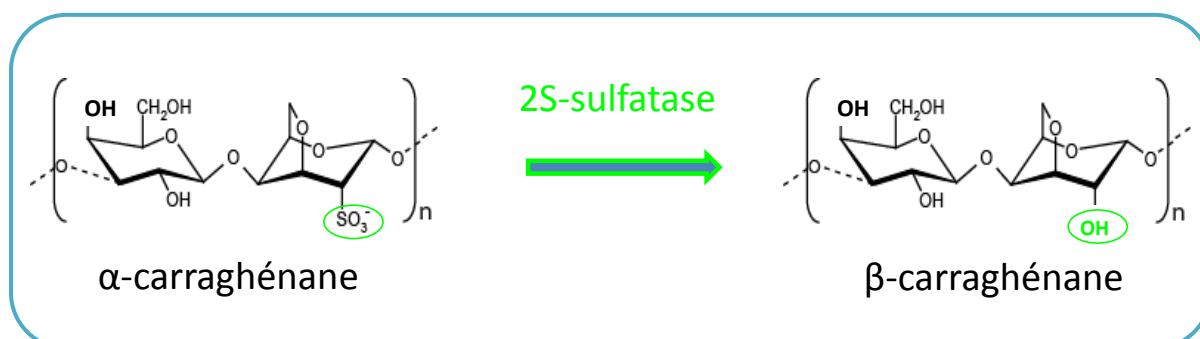 2S-sulfatase
OH CH₂OH O O O O O OH SO₃⁻ n
OH CH₂OH O O O O O OH OH n
α-carraghénane
β-carraghénane